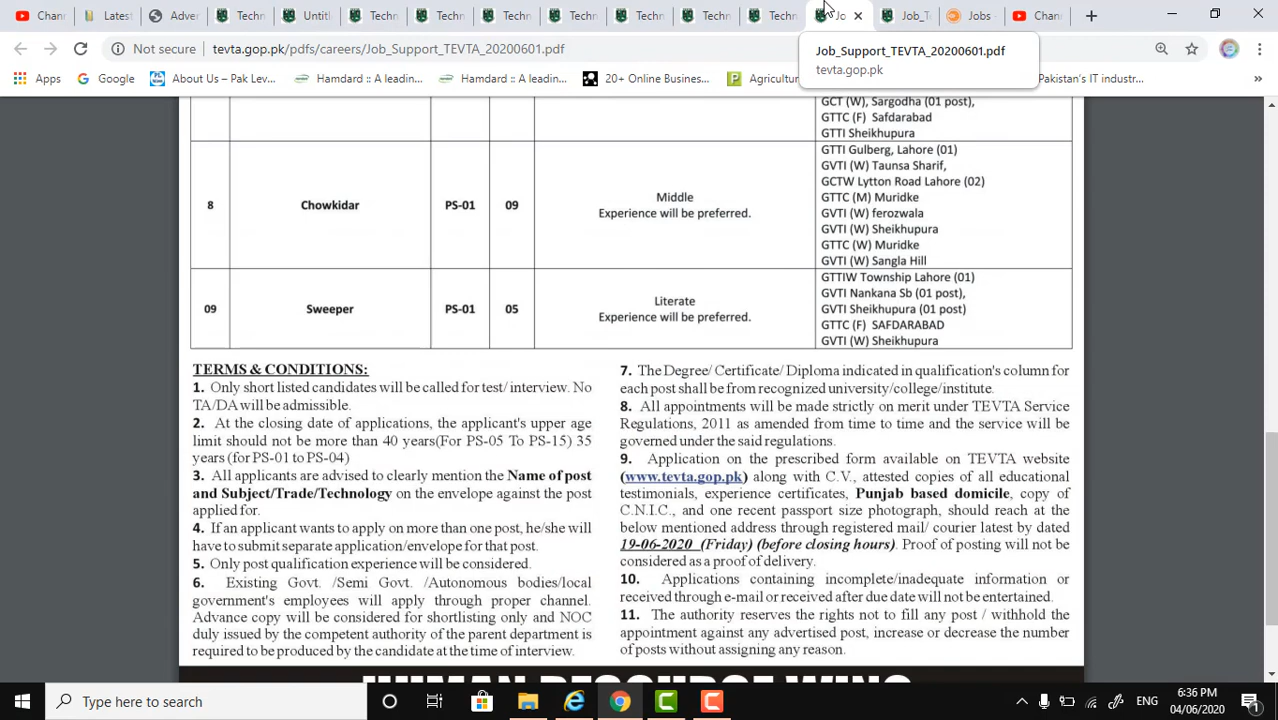 Chan
Latest
Adver
Techn
Untitl
Techn
Techn
Techn
Techn
Techn
Techn
Techn
Jo
Job_T
Jobs -
Chan
Not secure
tevta.gop.pk/pdfs/careers/Job_Support_TEVTA_20200601.pdf
Job_Support_TEVTA_20200601.pdf
tevta.gop.pk
Apps
Google
About Us – Pak Lev...
Hamdard :: A leadin...
Hamdard :: A leadin...
20+ Online Business...
Agricultu
Pakistan's IT industr...
GCT (W), Sargodha (01 post),
GTTC (F) Safdarabad
GTTI Sheikhupura
8
Chowkidar
PS-01
09
Middle
Experience will be preferred.
GTTI Gulberg, Lahore (01)
GVTI (W) Taunsa Sharif,
GCTW Lytton Road Lahore (02)
GTTC (M) Muridke
GVTI (W) ferozwala
GVTI (W) Sheikhupura
GTTC (W) Muridke
GVTI (W) Sangla Hill
09
Sweeper
PS-01
05
Literate
Experience will be preferred.
GTTIW Township Lahore (01)
GVTI Nankana Sb (01 post),
GVTI Sheikhupura (01 post)
GTTC (F) SAFDARABAD
GVTI (W) Sheikhupura
TERMS & CONDITIONS:
1. Only short listed candidates will be called for test/ interview. No
TA/DA will be admissible.
2. At the closing date of applications, the applicant's upper age
limit should not be more than 40 years(For PS-05 To PS-15) 35
years (for PS-01 to PS-04)
3. All applicants are advised to clearly mention the Name of post
and Subject/Trade/Technology on the envelope against the post
applied for.
4. If an applicant wants to apply on more than one post, he/she will
have to submit separate application/envelope for that post.
5. Only post qualification experience will be considered.
6. Existing Govt. /Semi Govt. /Autonomous bodies/local
government's employees will apply through proper channel.
Advance copy will be considered for shortlisting only and NOC
duly issued by the competent authority of the parent department is
required to be produced by the candidate at the time of interview.
7. The Degree/ Certificate/ Diploma indicated in qualification's column for
each post shall be from recognized university/college/institute.
8. All appointments will be made strictly on merit under TEVTA Service
Regulations, 2011 as amended from time to time and the service will be
governed under the said regulations.
9. Application on the prescribed form available on TEVTA website
(www.tevta.gop.pk) along with C.V., attested copies of all educational
testimonials, experience certificates, Punjab based domicile, copy of
C.N.I.C., and one recent passport size photograph, should reach at the
below mentioned address through registered mail/ courier latest by dated
19-06-2020 (Friday) (before closing hours). Proof of posting will not be
considered as a proof of delivery.
10. Applications containing incomplete/inadequate information or
received through e-mail or received after due date will not be entertained.
11. The authority reserves the rights not to fill any post / withhold the
appointment against any advertised post, increase or decrease the number
of posts without assigning any reason.
HUMAN RESOURCE WING
Type here to search
ENG
6:36 PM
04/06/2020
1